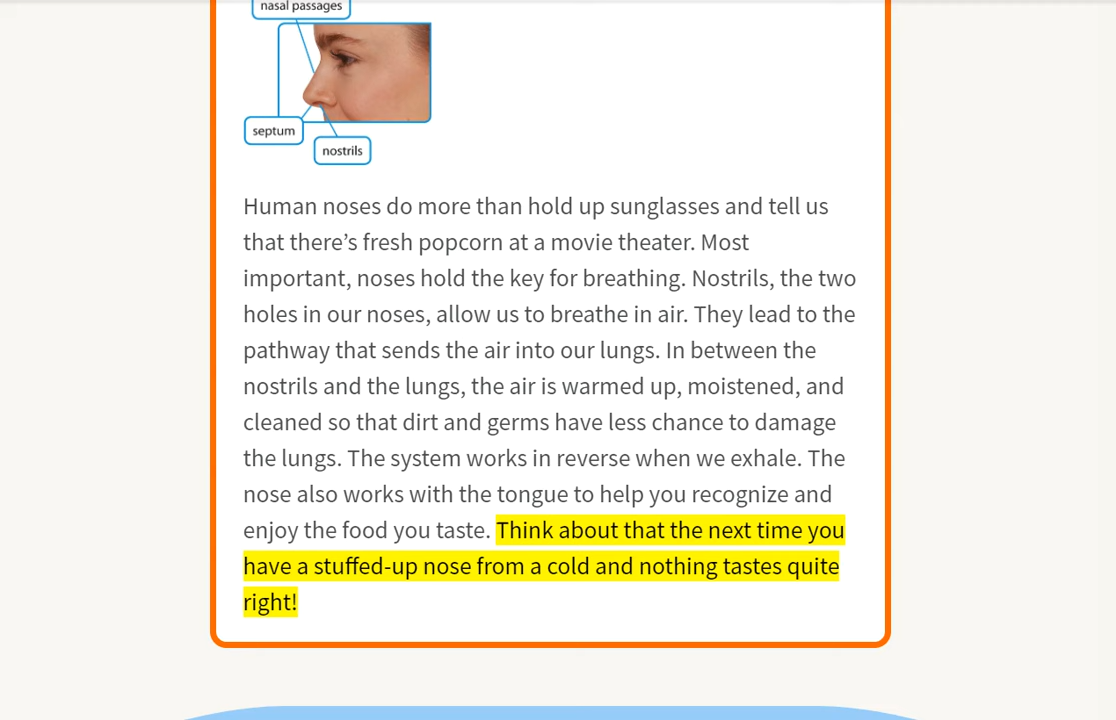 nasal passages
septum
nostrils
Human noses do more than hold up sunglasses and tell us
that there’s fresh popcorn at a movie theater. Most
important, noses hold the key for breathing. Nostrils, the two
holes in our noses, allow us to breathe in air. They lead to the
pathway that sends the air into our lungs. In between the
nostrils and the lungs, the air is warmed up, moistened, and
cleaned so that dirt and germs have less chance to damage
the lungs. The system works in reverse when we exhale. The
nose also works with the tongue to help you recognize and
enjoy the food you taste. Think about that the next time you
have a stuffed-up nose from a cold and nothing tastes quite
right!